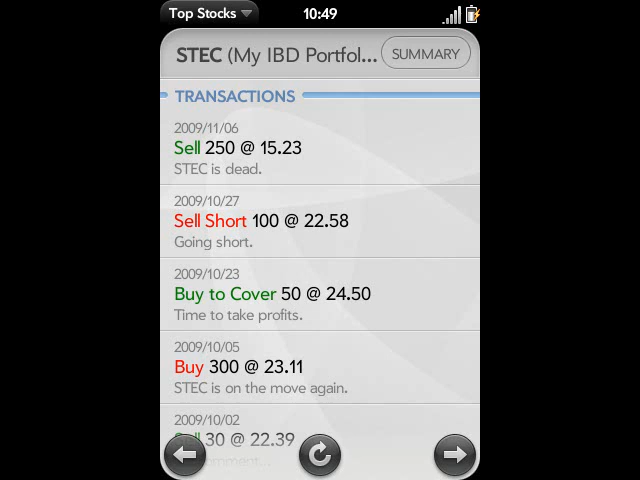 Top Stocks
10:49
STEC (My IBD Portfol...
SUMMARY
TRANSACTIONS
2009/11/06
Sell 250 @ 15.23
STEC is dead.
2009/10/27
Sell Short 100 @ 22.58
Going short.
2009/10/23
Buy to Cover 50 @ 24.50
Time to take profits.
2009/10/05
Buy 300 @ 23.11
STEC is on the move again.
2009/10/02
Sell 30 @ 22.39